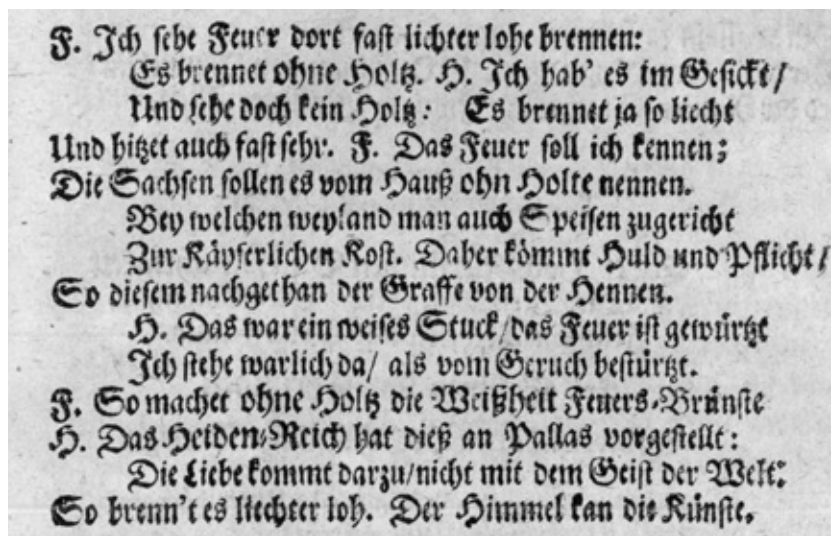 F. Ich sehe Feuer dort fast lichter lohe brennen:
Es brennet ohne Holtz. H. Ich hab' es im Gesicht/
Und sehe doch kein Holtz: Es brennet ja so liecht
Und hitzet auch fast sehr. F. Das Feuer soll ich kennen;
Die Sachsen sollen es vom Hauß ohn Holte nennen.
Bey welchen weyland man auch Speisen zugericht
Zur Käyserlichen Kost. Daher kömmt Huld und Pflicht/
So diesem nachgethan der Graffe von der Hennen.
H. Das war ein weises Stuck/das Feuer ist gewürtzt
Ich stehe warlich da/ als vom Geruch bestürtzt.
F. So machet ohne Holtz die Weißheit Feuers-Brünste
H. Das Heiden-Reich hat dieß an Pallas vorgestellt:
Die Liebe kommt darzu/nicht mit dem Geist der Welt:
So brenn't es liechter loh. Der Himmel kan die Künste.